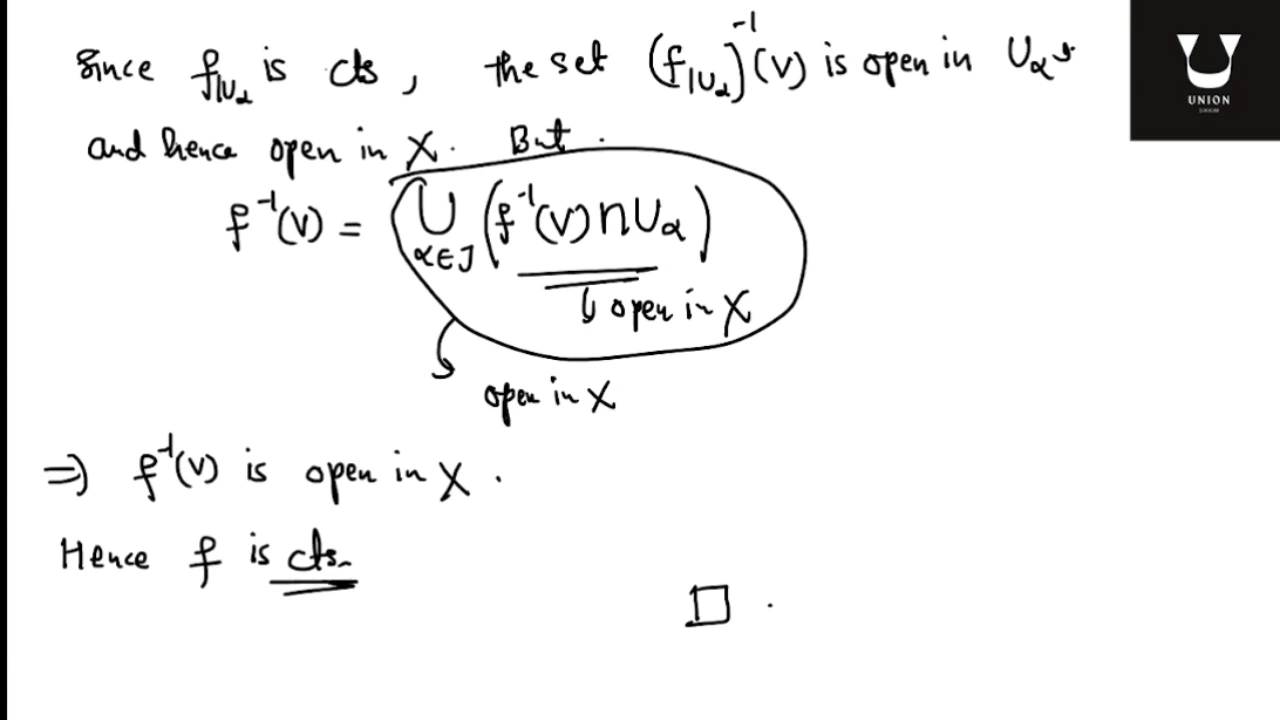 Since f|Uα is cts, the set (f|Uα)⁻¹(V) is open in Uα
UNION
and hence open in X. But
f⁻¹(V) = ⋃α∈J (f⁻¹(V) ∩ Uα)
↳ open in X
↳ open in X
⇒ f⁻¹(V) is open in X.
Hence f is cts.
□